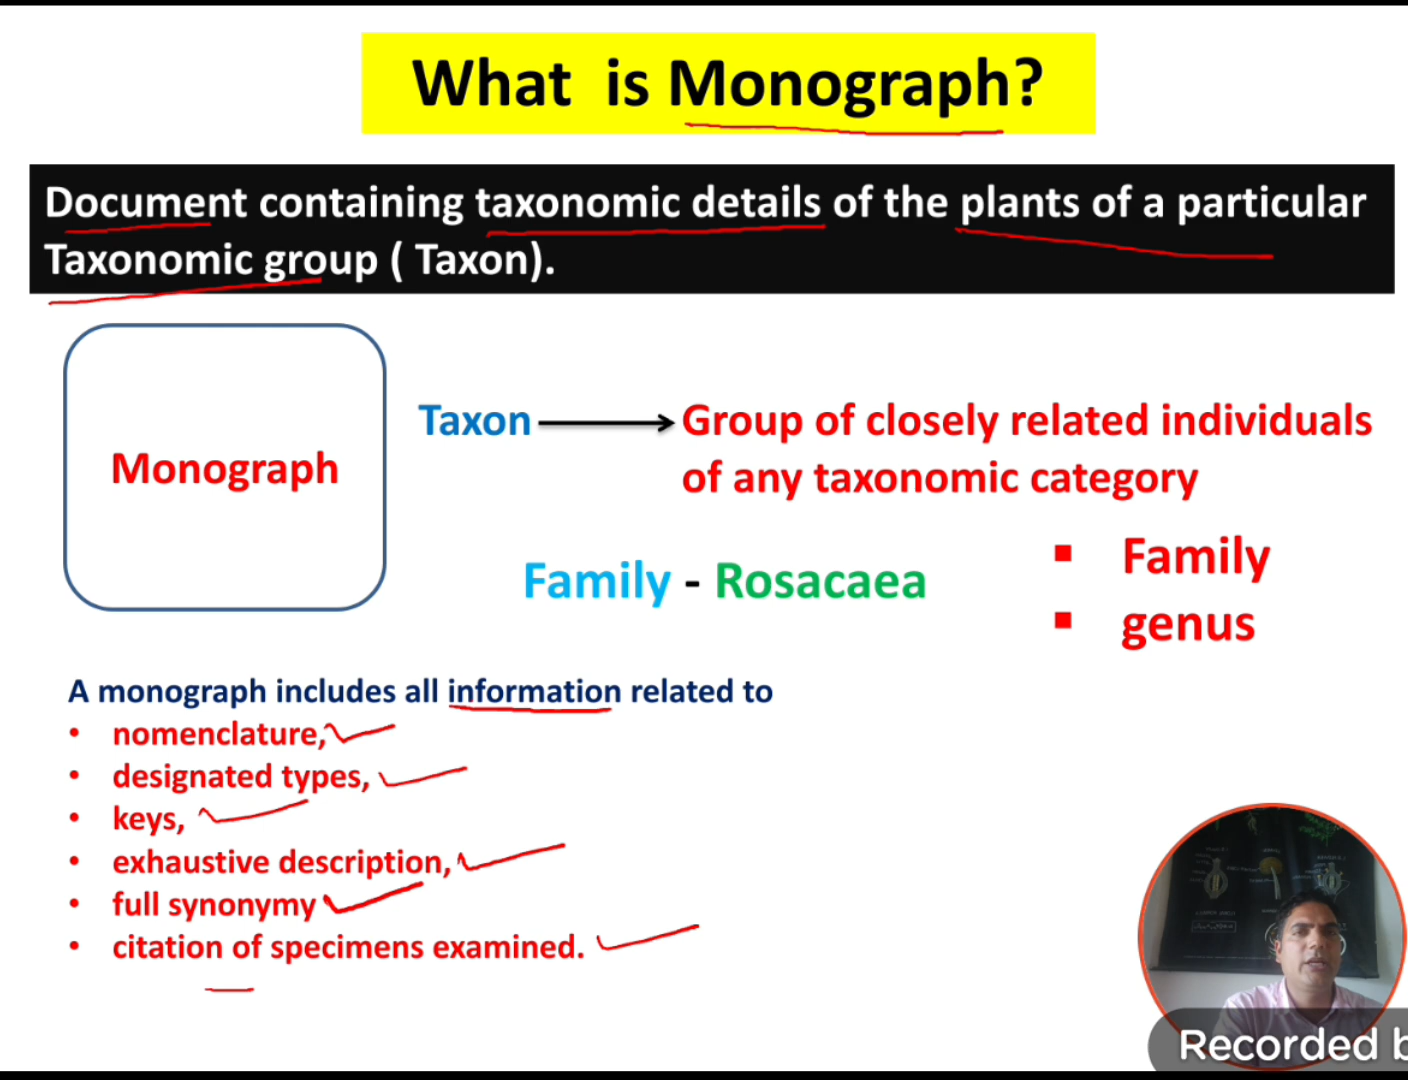 What is Monograph?
Document containing taxonomic details of the plants of a particular
Taxonomic group ( Taxon).
Monograph
Taxon
Group of closely related individuals
of any taxonomic category
Family - Rosacaea
▪ Family
▪ genus
A monograph includes all information related to
• nomenclature,
• designated types,
• keys,
• exhaustive description,
• full synonymy
• citation of specimens examined.
Recorded b